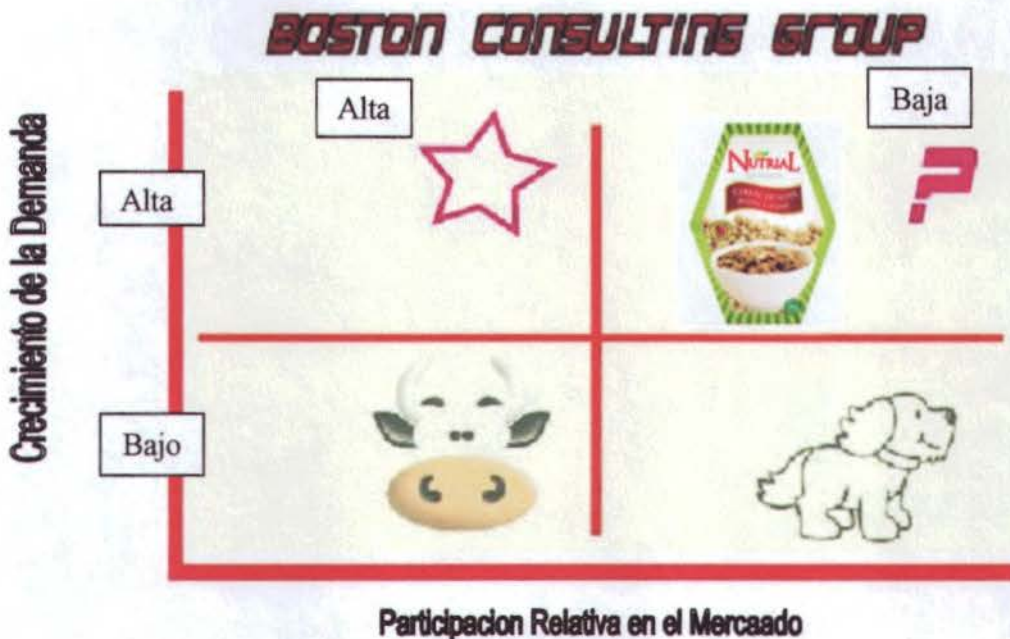 BOSTON CONSULTING GROUP
Alta
Baja
Crecimiento de la Demanda
Alta
NUTRIAL
?
Bajo
Participacion Relativa en el Mercaado